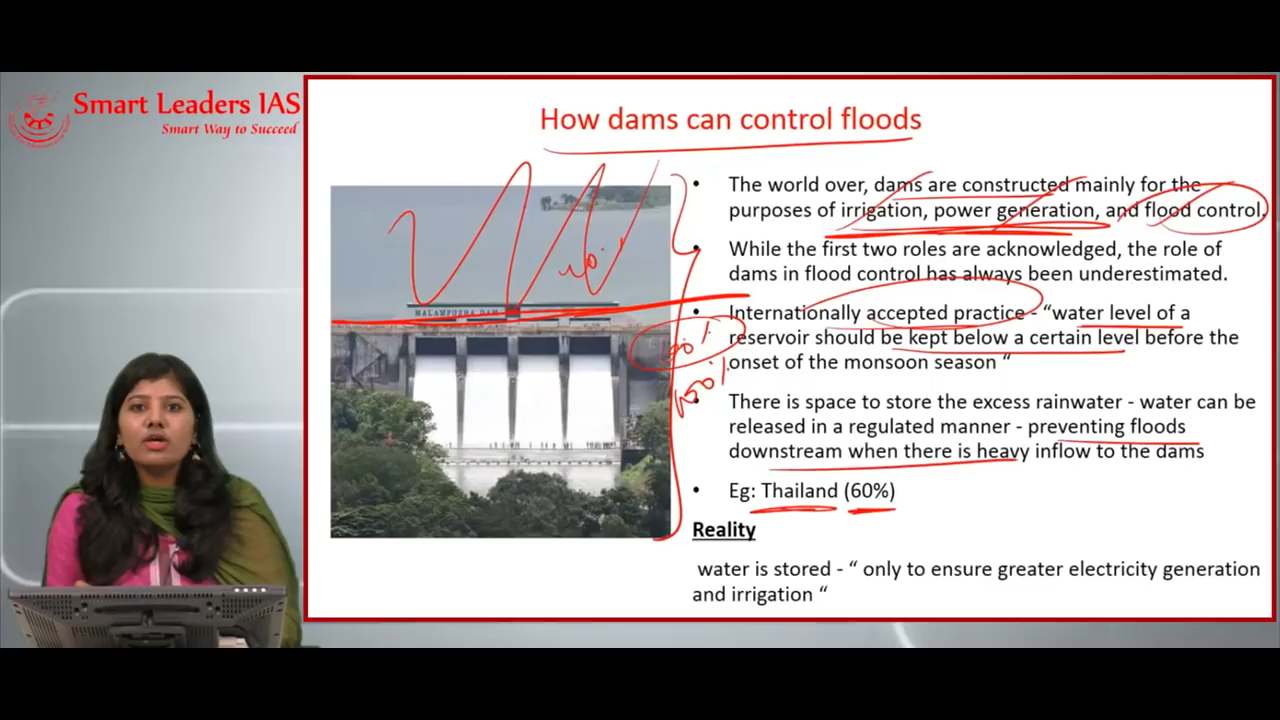 Smart Leaders IAS
Smart Way to Succeed
How dams can control floods
MALAMPUZHA DAM
• The world over, dams are constructed mainly for the
purposes of irrigation, power generation, and flood control.
• While the first two roles are acknowledged, the role of
dams in flood control has always been underestimated.
• Internationally accepted practice - “water level of a
reservoir should be kept below a certain level before the
onset of the monsoon season “
• There is space to store the excess rainwater - water can be
released in a regulated manner - preventing floods
downstream when there is heavy inflow to the dams
• Eg: Thailand (60%)
Reality
water is stored - “ only to ensure greater electricity generation
and irrigation “